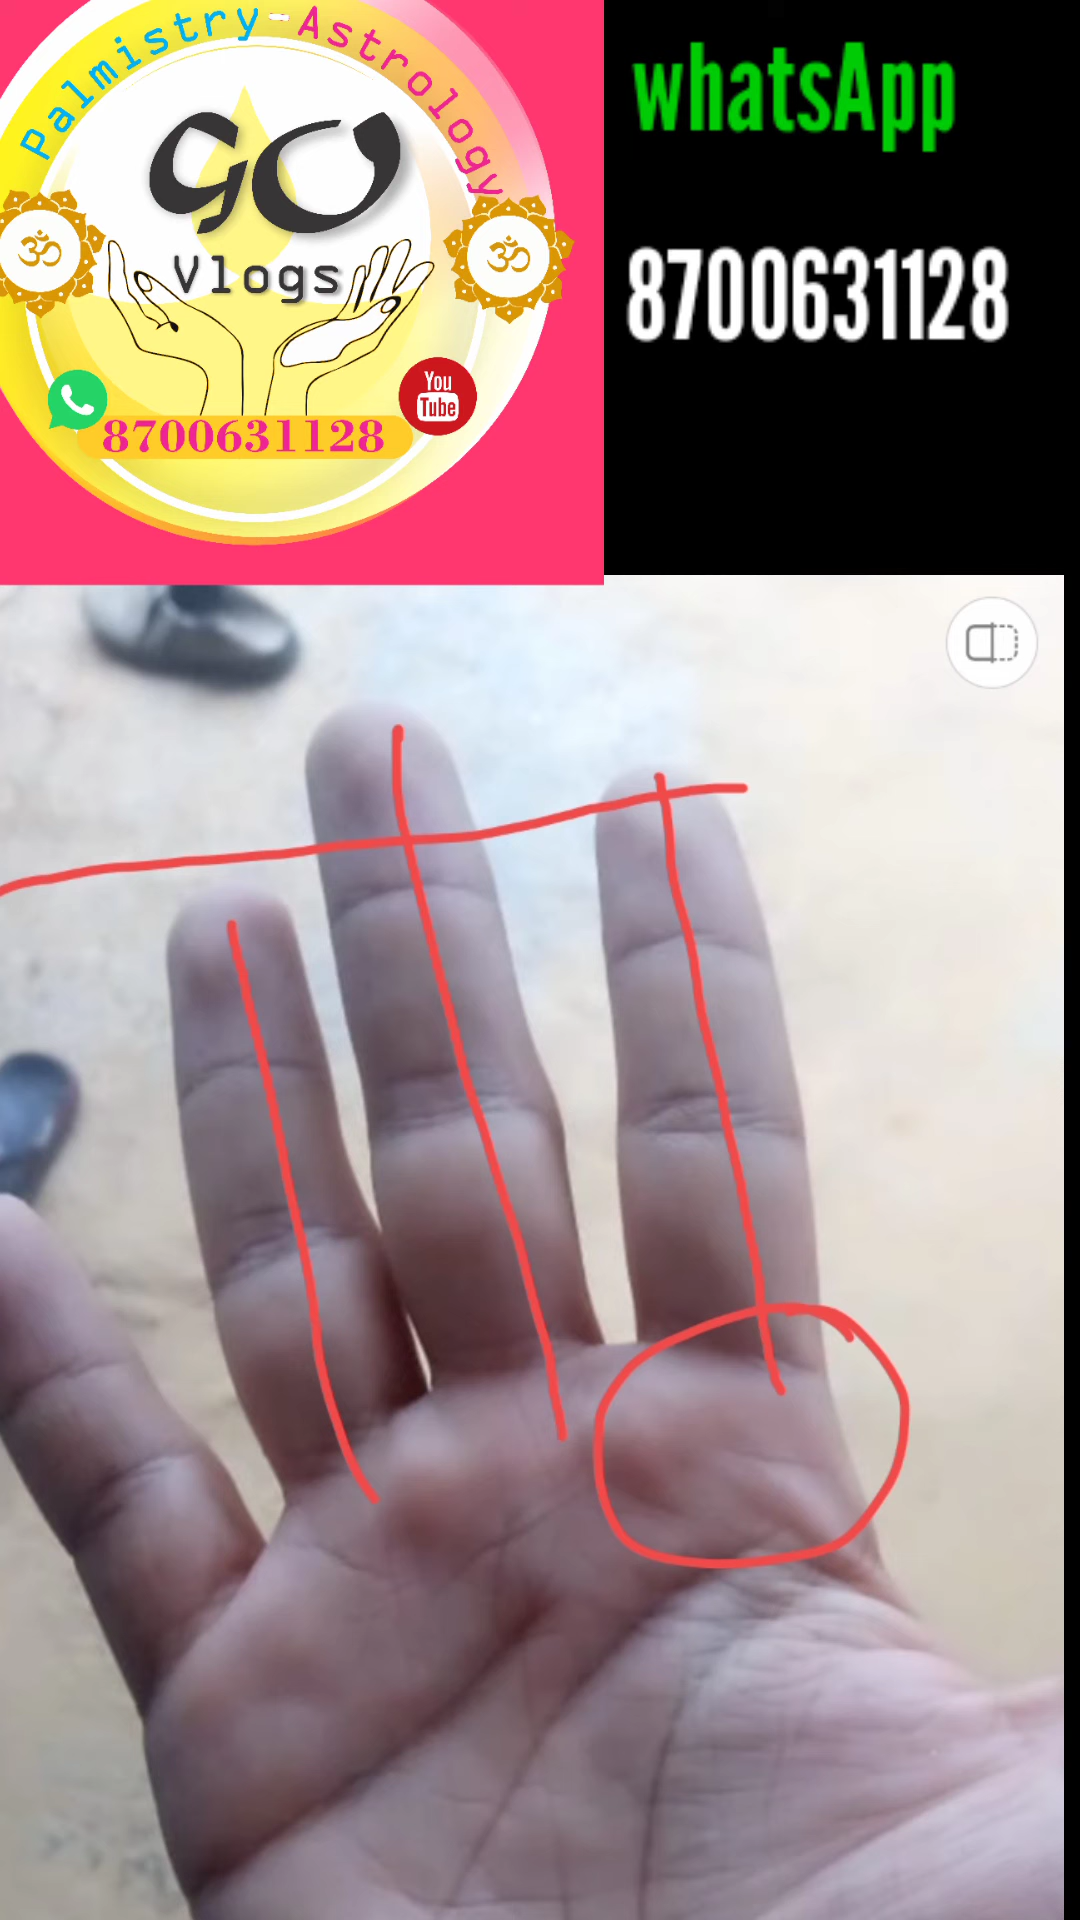 Palmistry-Astrology
GO
Vlogs
ॐ
ॐ
You
Tube
8700631128
whatsApp
8700631128